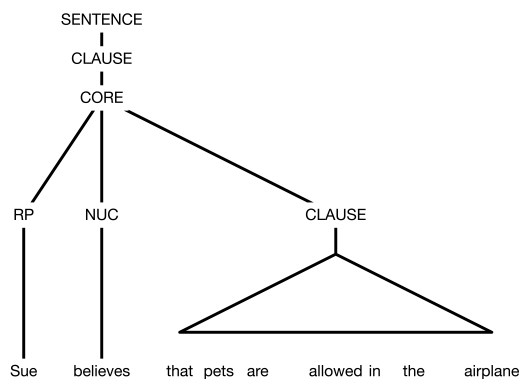 SENTENCE
CLAUSE
CORE
RP NUC CLAUSE
Sue believes that pets are allowed in the airplane